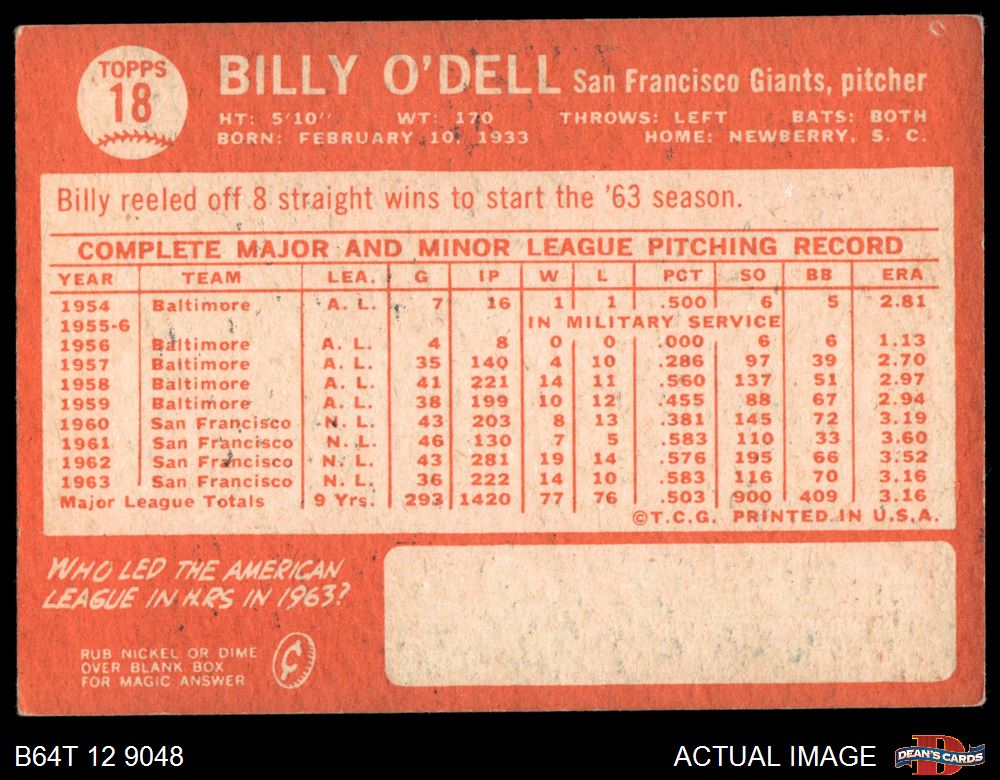 TOPPS
18
BILLY O'DELL San Francisco Giants, pitcher
HT: 5'10" WT: 170 THROWS: LEFT BATS: BOTH
BORN: FEBRUARY 10, 1933 HOME: NEWBERRY, S. C.
Billy reeled off 8 straight wins to start the '63 season.
COMPLETE MAJOR AND MINOR LEAGUE PITCHING RECORD
YEAR TEAM LEA. G IP W L PCT SO BB ERA
1954 Baltimore A. L. 7 16 1 1 .500 6 5 2.81
1955-6 IN MILITARY SERVICE
1956 Baltimore A. L. 4 8 0 0 .000 6 6 1.13
1957 Baltimore A. L. 35 140 4 10 .286 97 39 2.70
1958 Baltimore A. L. 41 221 14 11 .560 137 51 2.97
1959 Baltimore A. L. 38 199 10 12 .455 88 67 2.94
1960 San Francisco N. L. 43 203 8 13 .381 145 72 3.19
1961 San Francisco N. L. 46 130 7 5 .583 110 33 3.60
1962 San Francisco N. L. 43 281 19 14 .576 195 66 3.52
1963 San Francisco N. L. 36 222 14 10 .583 116 70 3.16
Major League Totals 9 Yrs. 293 1420 77 76 .503 900 409 3.16
©T.C.G. PRINTED IN U.S.A.
WHO LED THE AMERICAN
LEAGUE IN H.R.S IN 1963?
RUB NICKEL OR DIME
OVER BLANK BOX
FOR MAGIC ANSWER
¢
B64T 12 9048
ACTUAL IMAGE
DEAN'S CARDS